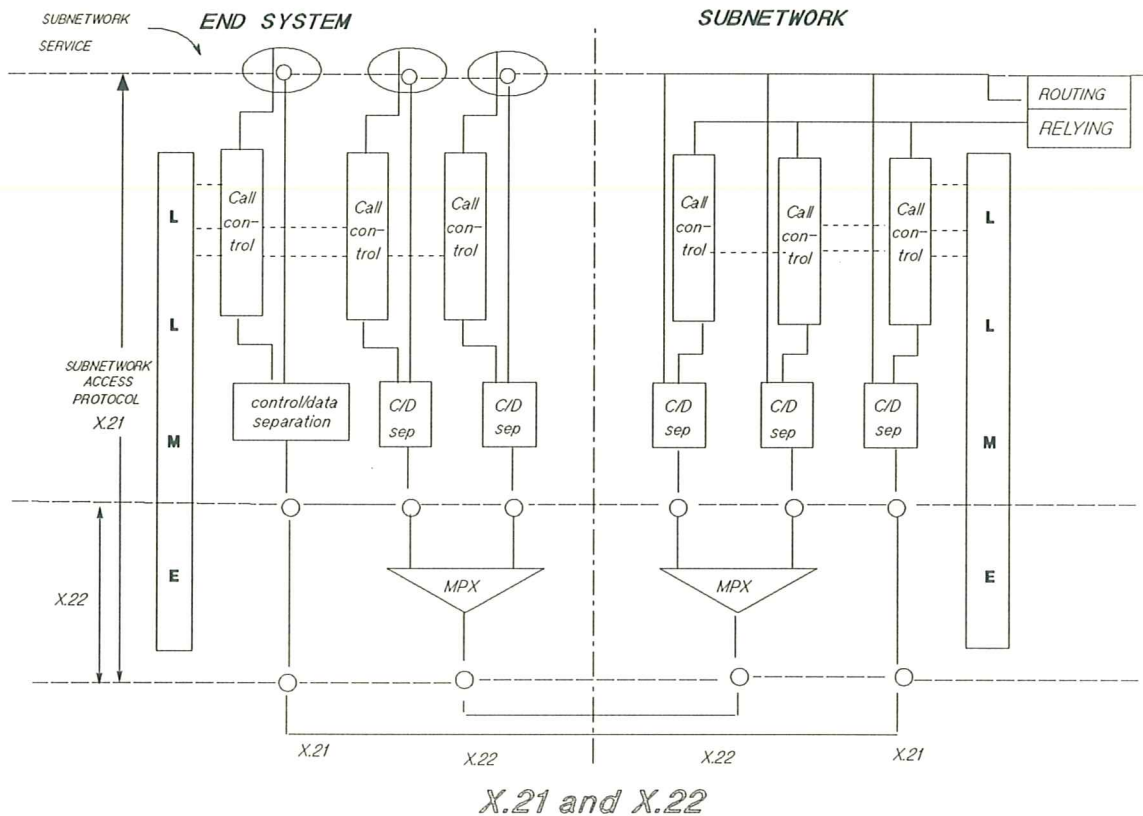 SUBNETWORK
SERVICE
END SYSTEM
SUBNETWORK
ROUTING
RELYING
Call
con-
trol
Call
con-
trol
Call
con-
trol
Call
con-
trol
Call
con-
trol
Call
con-
trol
L
L
M
E
L
L
M
E
SUBNETWORK
ACCESS
PROTOCOL
X.21
control/data
separation
C/D
sep
C/D
sep
C/D
sep
C/D
sep
C/D
sep
X.22
MPX
MPX
X.21
X.22
X.22
X.21
X.21 and X.22